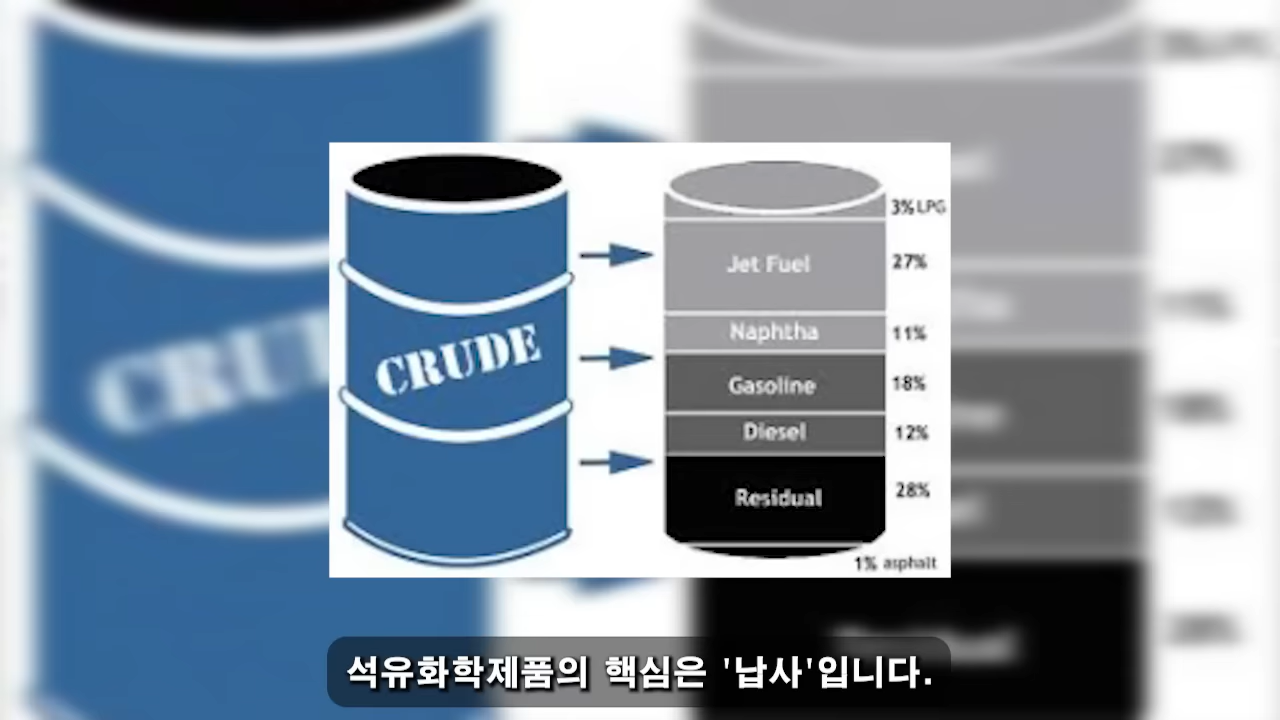 CRUDE
3% LPG
Jet Fuel 27%
Naphtha 11%
Gasoline 18%
Diesel 12%
Residual 28%
1% asphalt
석유화학제품의 핵심은 '납사'입니다.